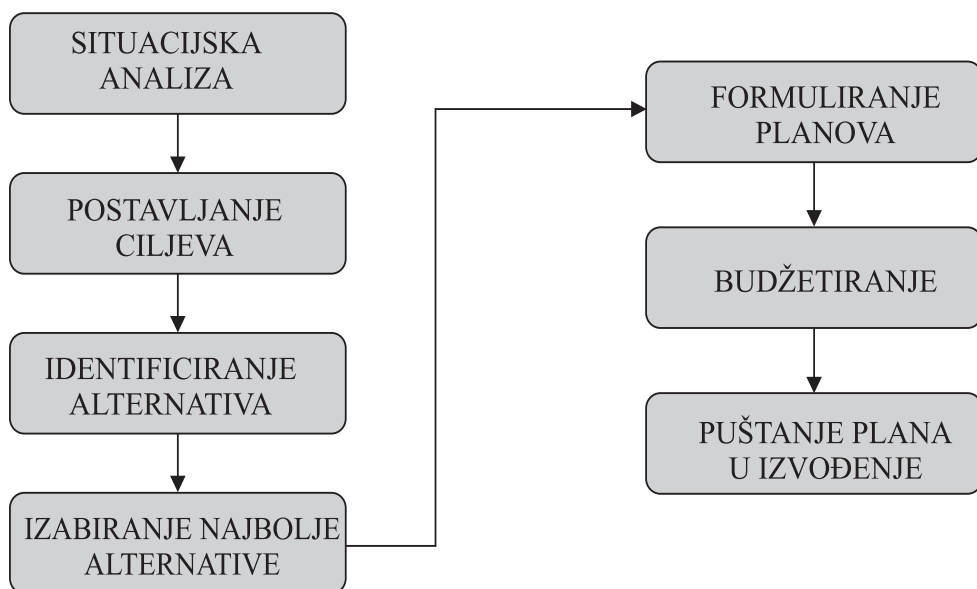 SITUACIJSKA
ANALIZA
POSTAVLJANJE
CILJEVA
IDENTIFICIRANJE
ALTERNATIVA
IZABIRANJE NAJBOLJE
ALTERNATIVE
FORMULIRANJE
PLANOVA
BUDŽETIRANJE
PUŠTANJE PLANA
U IZVOĐENJE